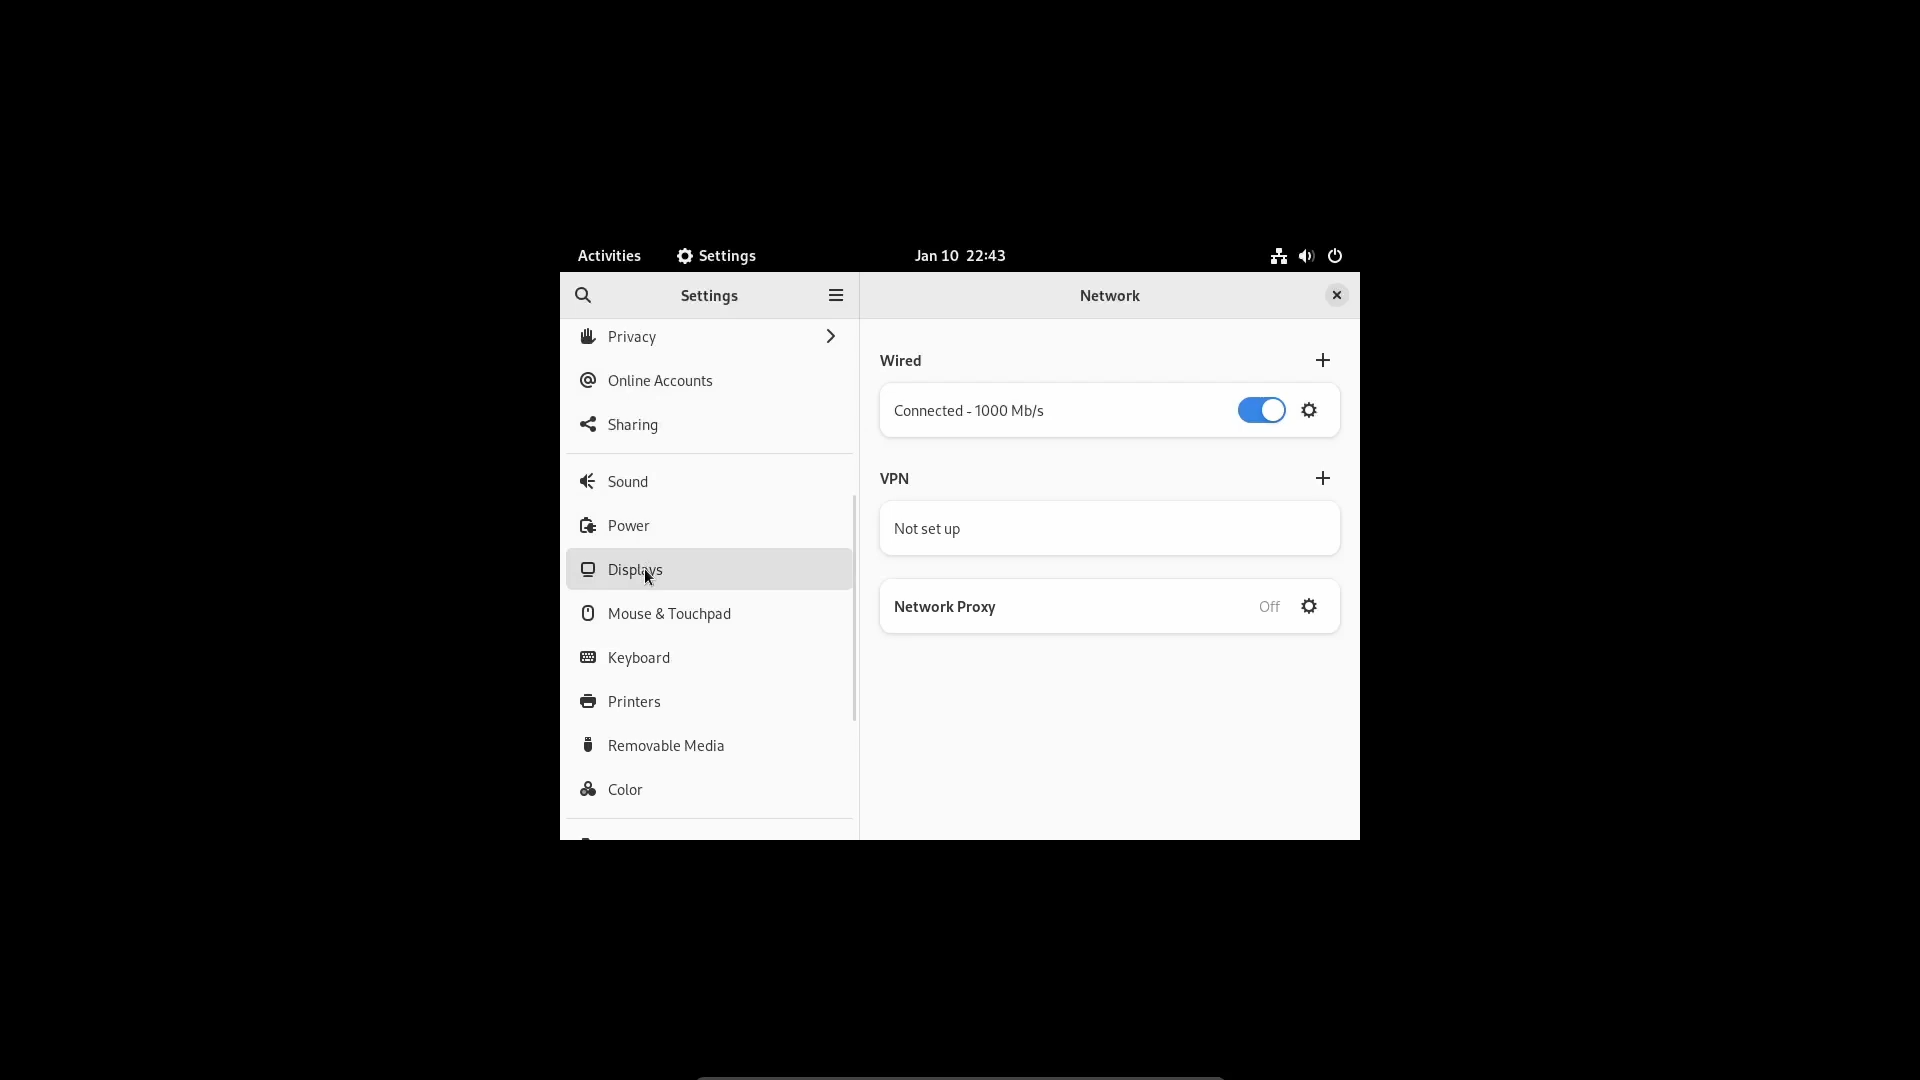 Activities Settings Jan 10 22:43
Settings Network
Privacy
Online Accounts
Sharing
Sound
Power
Displays
Mouse & Touchpad
Keyboard
Printers
Removable Media
Color
Wired
Connected - 1000 Mb/s
VPN
Not set up
Network Proxy Off